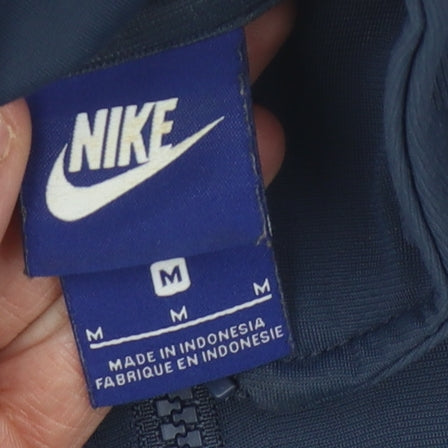 NIKE
M
M M M
MADE IN INDONESIA
FABRIQUE EN INDONESIE